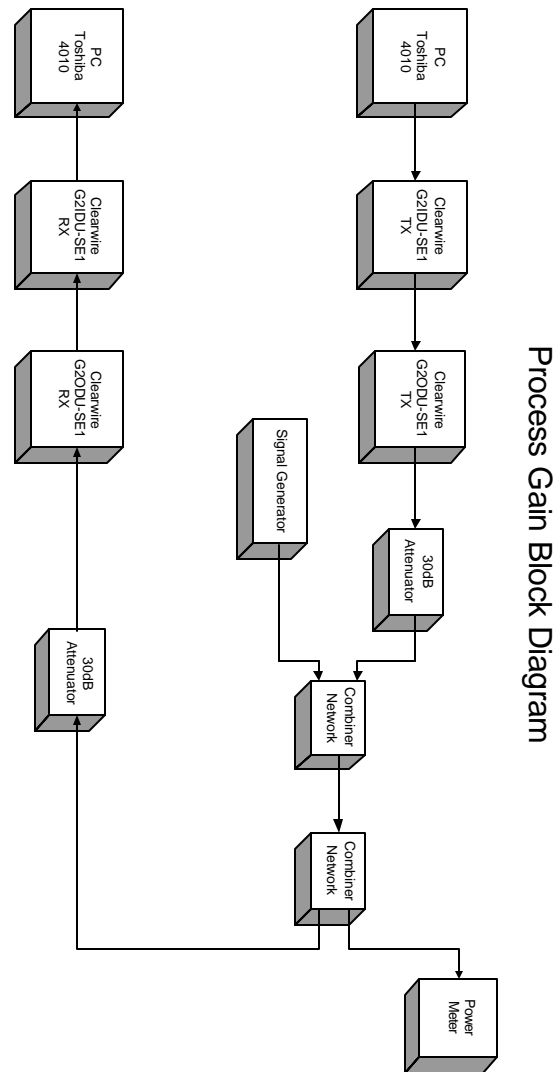 Process Gain Block Diagram
PC
Toshiba
4010
Clearwire
G2IDU-SE1
TX
Clearwire
G2ODU-SE1
TX
30dB
Attenuator
Signal Generator
Combiner
Network
Combiner
Network
Power
Meter
PC
Toshiba
4010
Clearwire
G2IDU-SE1
RX
Clearwire
G2ODU-SE1
RX
30dB
Attenuator